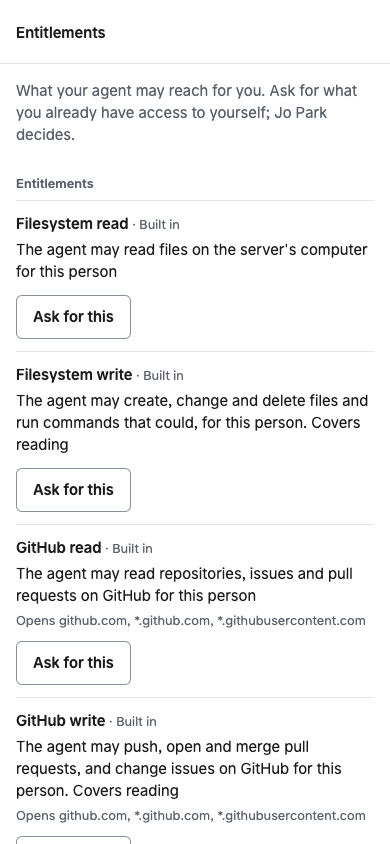 Entitlements
What your agent may reach for you. Ask for what
you already have access to yourself; Jo Park
decides.
Entitlements
Filesystem read · Built in
The agent may read files on the server's computer
for this person
Ask for this
Filesystem write · Built in
The agent may create, change and delete files and
run commands that could, for this person. Covers
reading
Ask for this
GitHub read · Built in
The agent may read repositories, issues and pull
requests on GitHub for this person
Opens github.com, *.github.com, *.githubusercontent.com
Ask for this
GitHub write · Built in
The agent may push, open and merge pull
requests, and change issues on GitHub for this
person. Covers reading
Opens github.com, *.github.com, *.githubusercontent.com